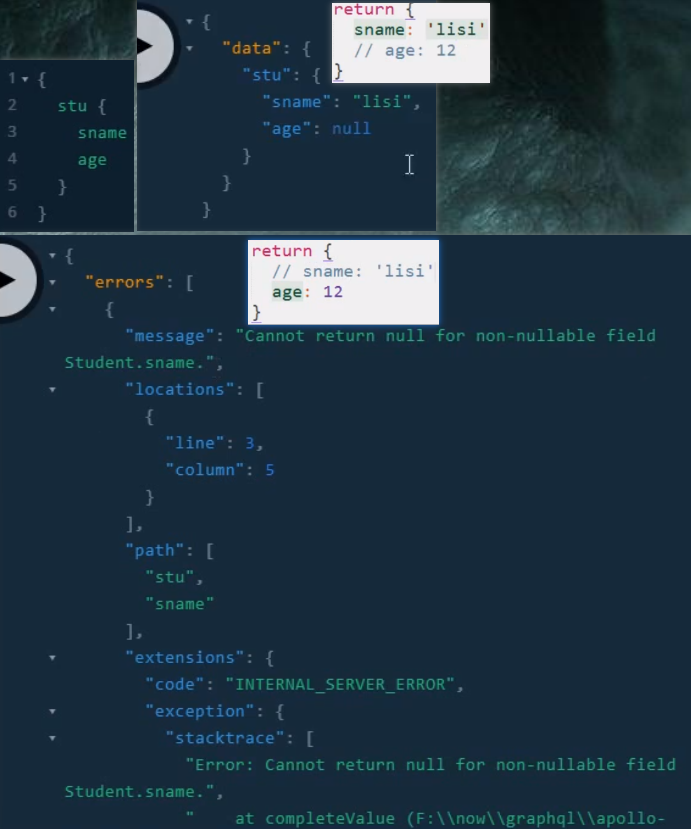 1 {
2 stu {
3 sname
4 age
5 }
6 }
{
"data": {
"stu": {
"sname": "lisi",
"age": null
}
}
}
return {
sname: 'lisi'
// age: 12
}
{
"errors": [
{
"message": "Cannot return null for non-nullable field
Student.sname.",
"locations": [
{
"line": 3,
"column": 5
}
],
"path": [
"stu",
"sname"
],
"extensions": {
"code": "INTERNAL_SERVER_ERROR",
"exception": {
"stacktrace": [
"Error: Cannot return null for non-nullable field
Student.sname.",
"    at completeValue (F:\\now\\graphql\\apollo-
return {
// sname: 'lisi'
age: 12
}